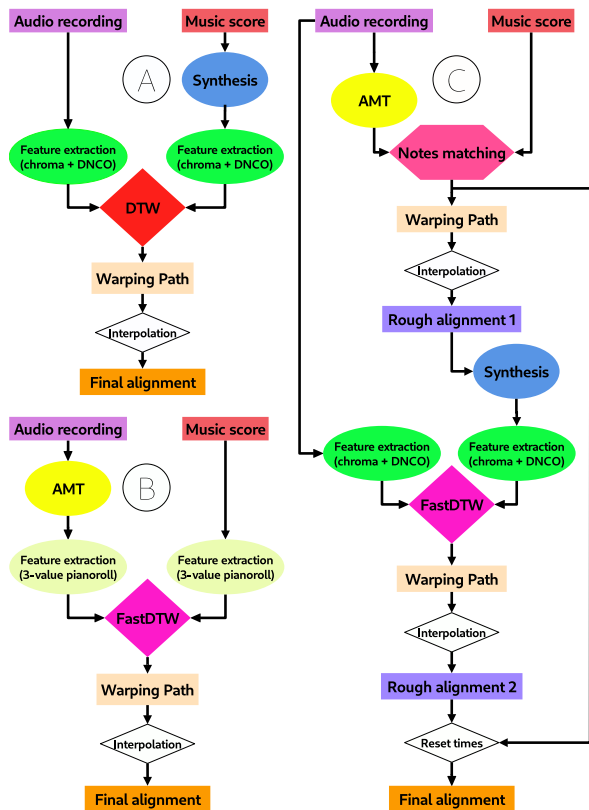 Audio recording
Music score
A
Synthesis
Feature extraction
(chroma + DNCO)
Feature extraction
(chroma + DNCO)
DTW
Warping Path
Interpolation
Final alignment
Audio recording
Music score
AMT
B
Feature extraction
(3-value pianoroll)
Feature extraction
(3-value pianoroll)
FastDTW
Warping Path
Interpolation
Final alignment
Audio recording
Music score
AMT
C
Notes matching
Warping Path
Interpolation
Rough alignment 1
Synthesis
Feature extraction
(chroma + DNCO)
Feature extraction
(chroma + DNCO)
FastDTW
Warping Path
Interpolation
Rough alignment 2
Reset times
Final alignment